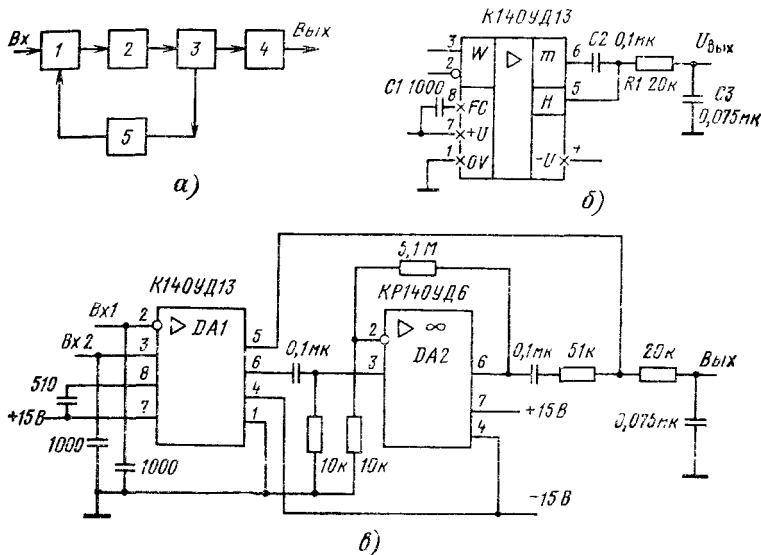 Вх
1
2
3
4
Вых
5
а)
К140УД13
3
W
m
6
C2 0,1мк
Uвых
2
C1 1000
8
FC
5
H
R1 20к
C3
0,075мк
7
+U
1
OV
-U
4
б)
5,1М
К140УД13
КР140УД6
Вх1
2
DA1
5
2
∞
DA2
Вх2
3
0,1мк
6
3
6
0,1мк
51к
20к
Вых
510
8
4
+15В
7
1
7
+15В
4
0,075мк
1000
1000
10к
10к
-15В
в)